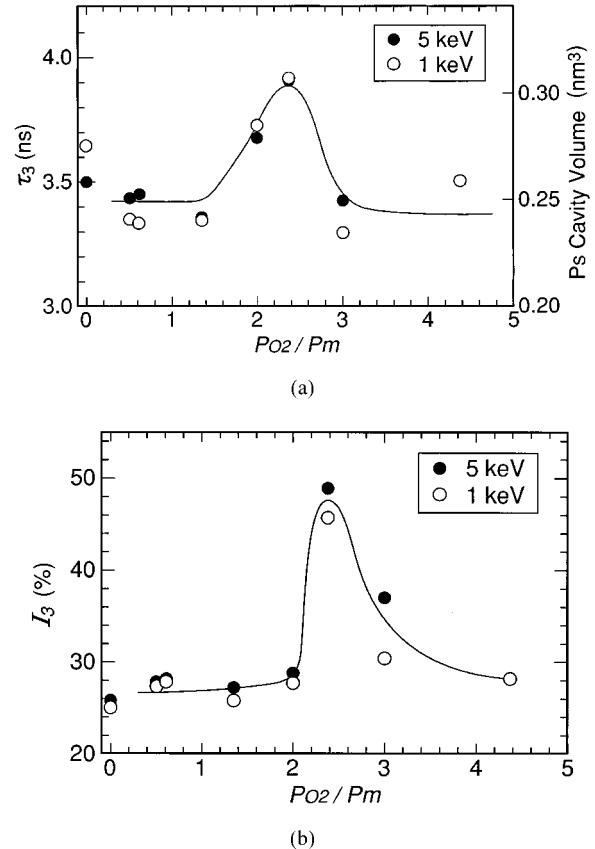 ● 5 keV
○ 1 keV
4.0
3.5
3.0
τ3 (ns)
0.30
0.25
0.20
Ps Cavity Volume (nm³)
0 1 2 3 4 5
PO2 / Pm
(a)
● 5 keV
○ 1 keV
50
40
30
20
I3 (%)
0 1 2 3 4 5
PO2 / Pm
(b)